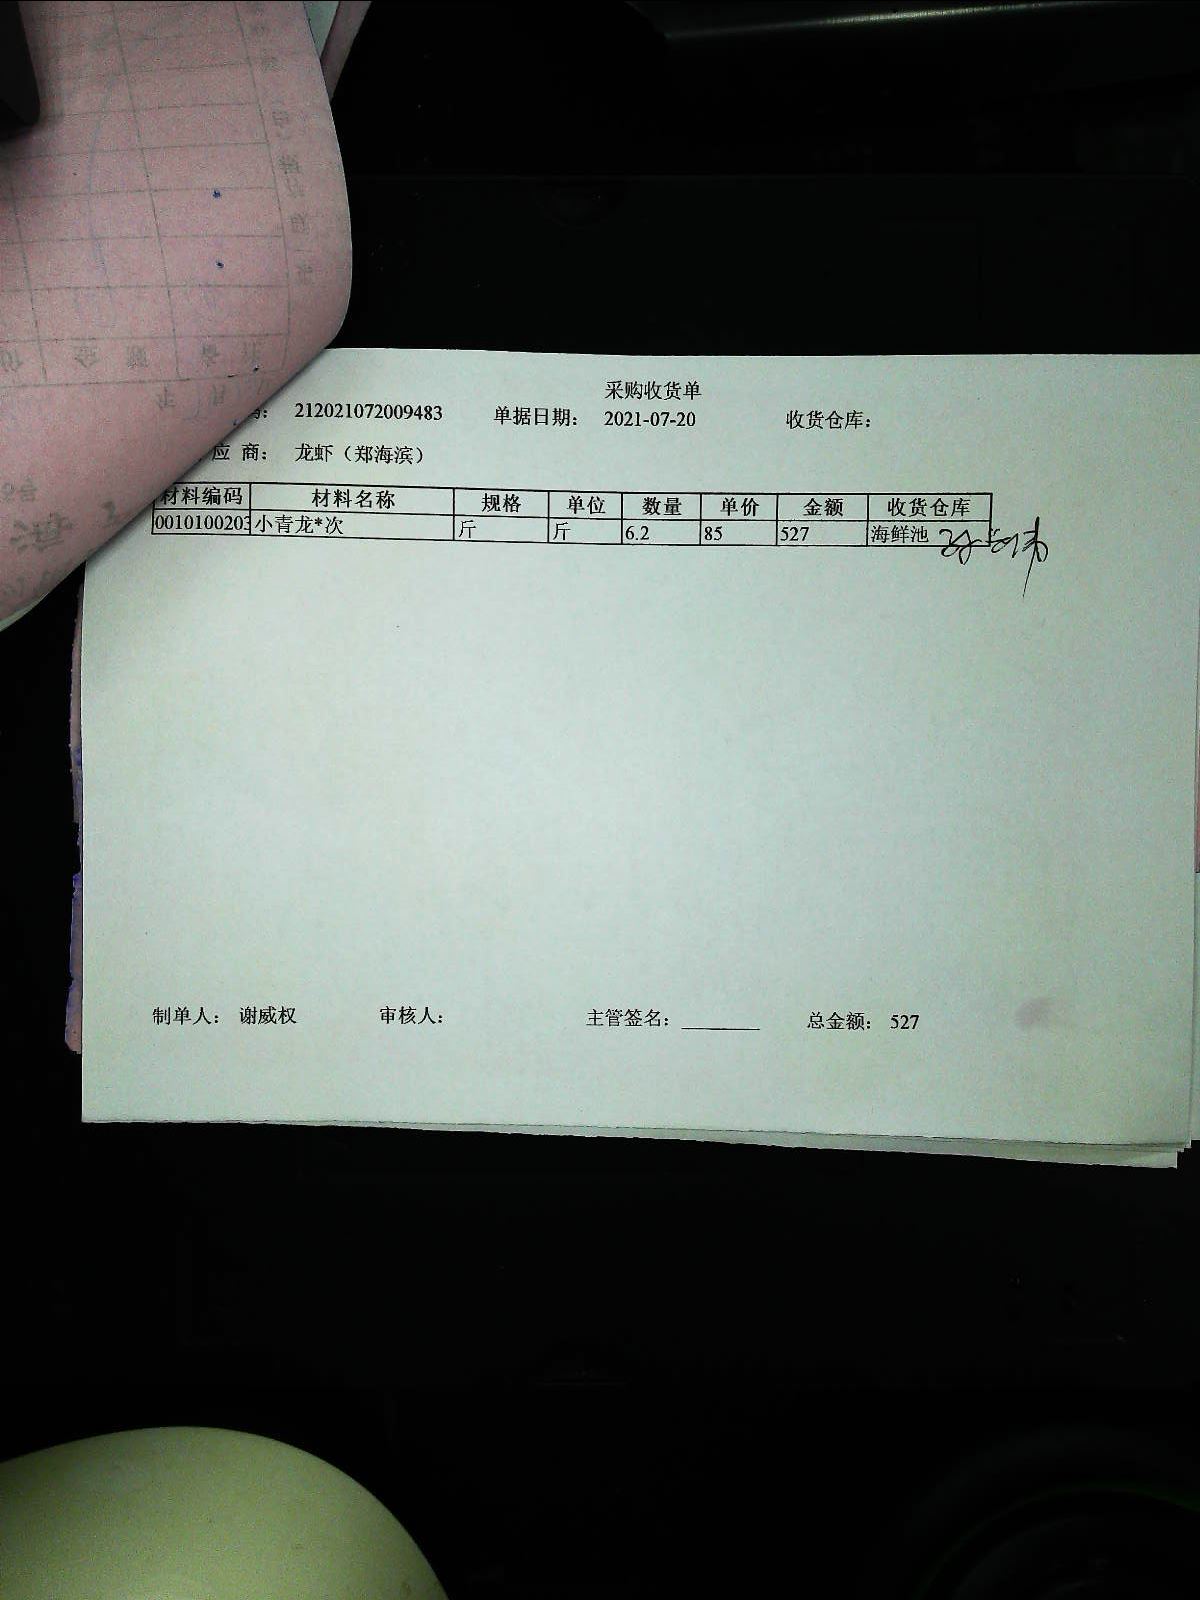 采购收货单
212021072009483 单据日期: 2021-07-20 收货仓库:
应 商: 龙虾（郑海滨）
材料编码 材料名称 规格 单位 数量 单价 金额 收货仓库
0010100203 小青龙*次 斤 斤 6.2 85 527 海鲜池
制单人: 谢威权 审核人: 主管签名: 总金额: 527